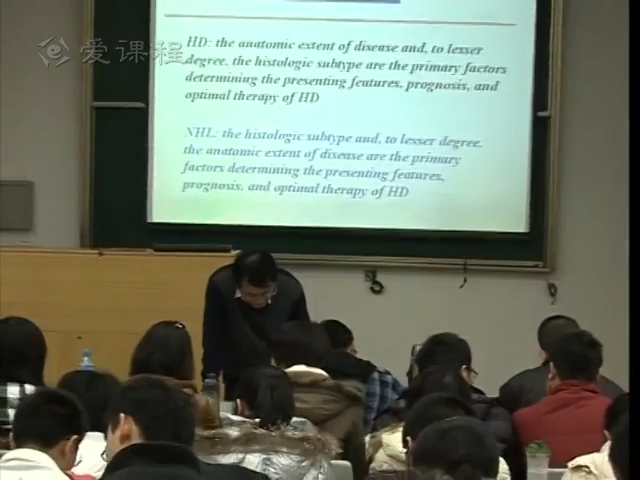 爱课程
HD: the anatomic extent of disease and, to lesser
degree, the histologic subtype are the primary factors
determining the presenting features, prognosis, and
optimal therapy of HD
NHL: the histologic subtype and, to lesser degree,
the anatomic extent of disease are the primary
factors determining the presenting features,
prognosis, and optimal therapy of HD